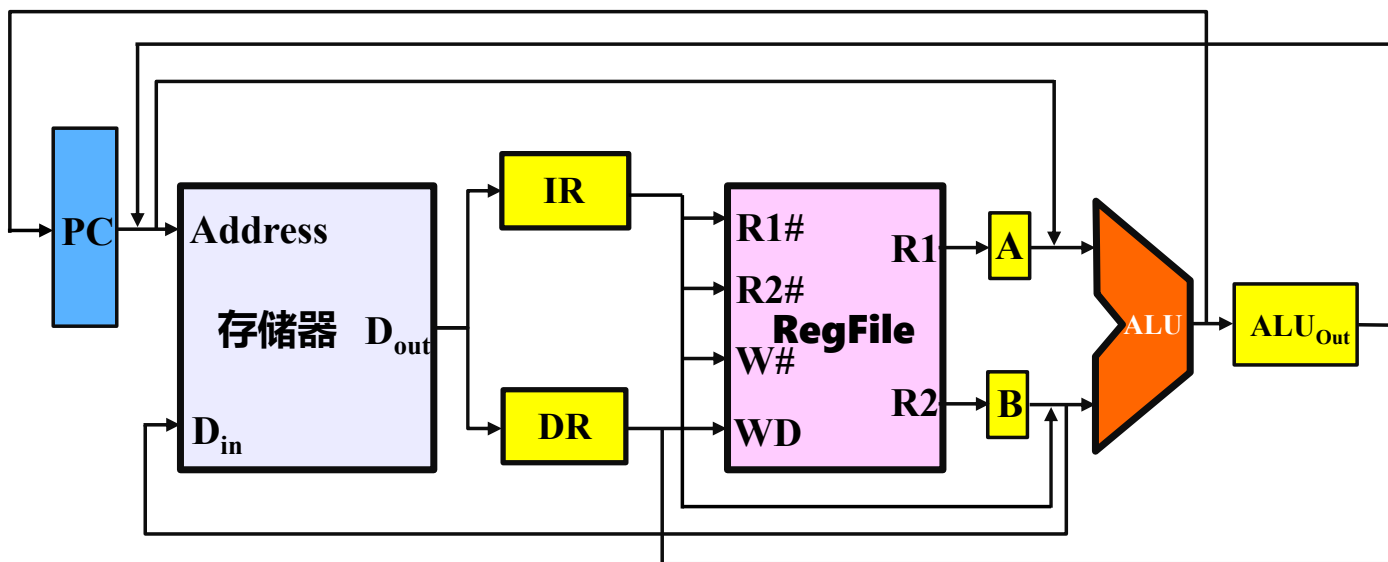 PC
Address
存储器
D_out
D_in
IR
DR
R1#
R2#
W#
WD
RegFile
R1
R2
A
B
ALU
ALU_Out